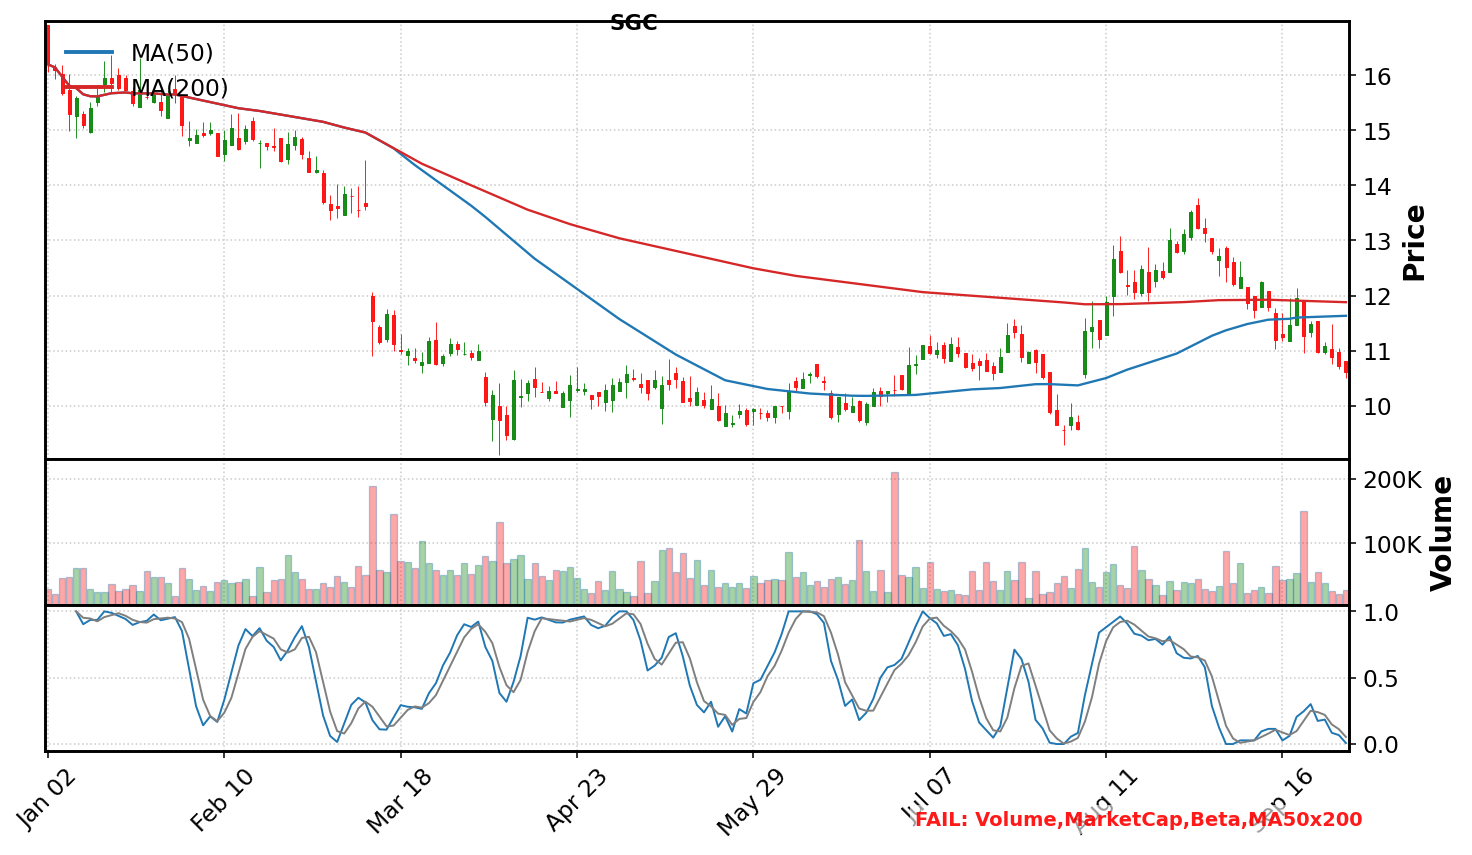 SGC
MA(50)
MA(200)
16
15
14
13
12
11
10
Price
200K
100K
Volume
1.0
0.5
0.0
Jan 02
Feb 10
Mar 18
Apr 23
May 29
Jul 07
Aug 11
Sep 16
FAIL: Volume,MarketCap,Beta,MA50x200